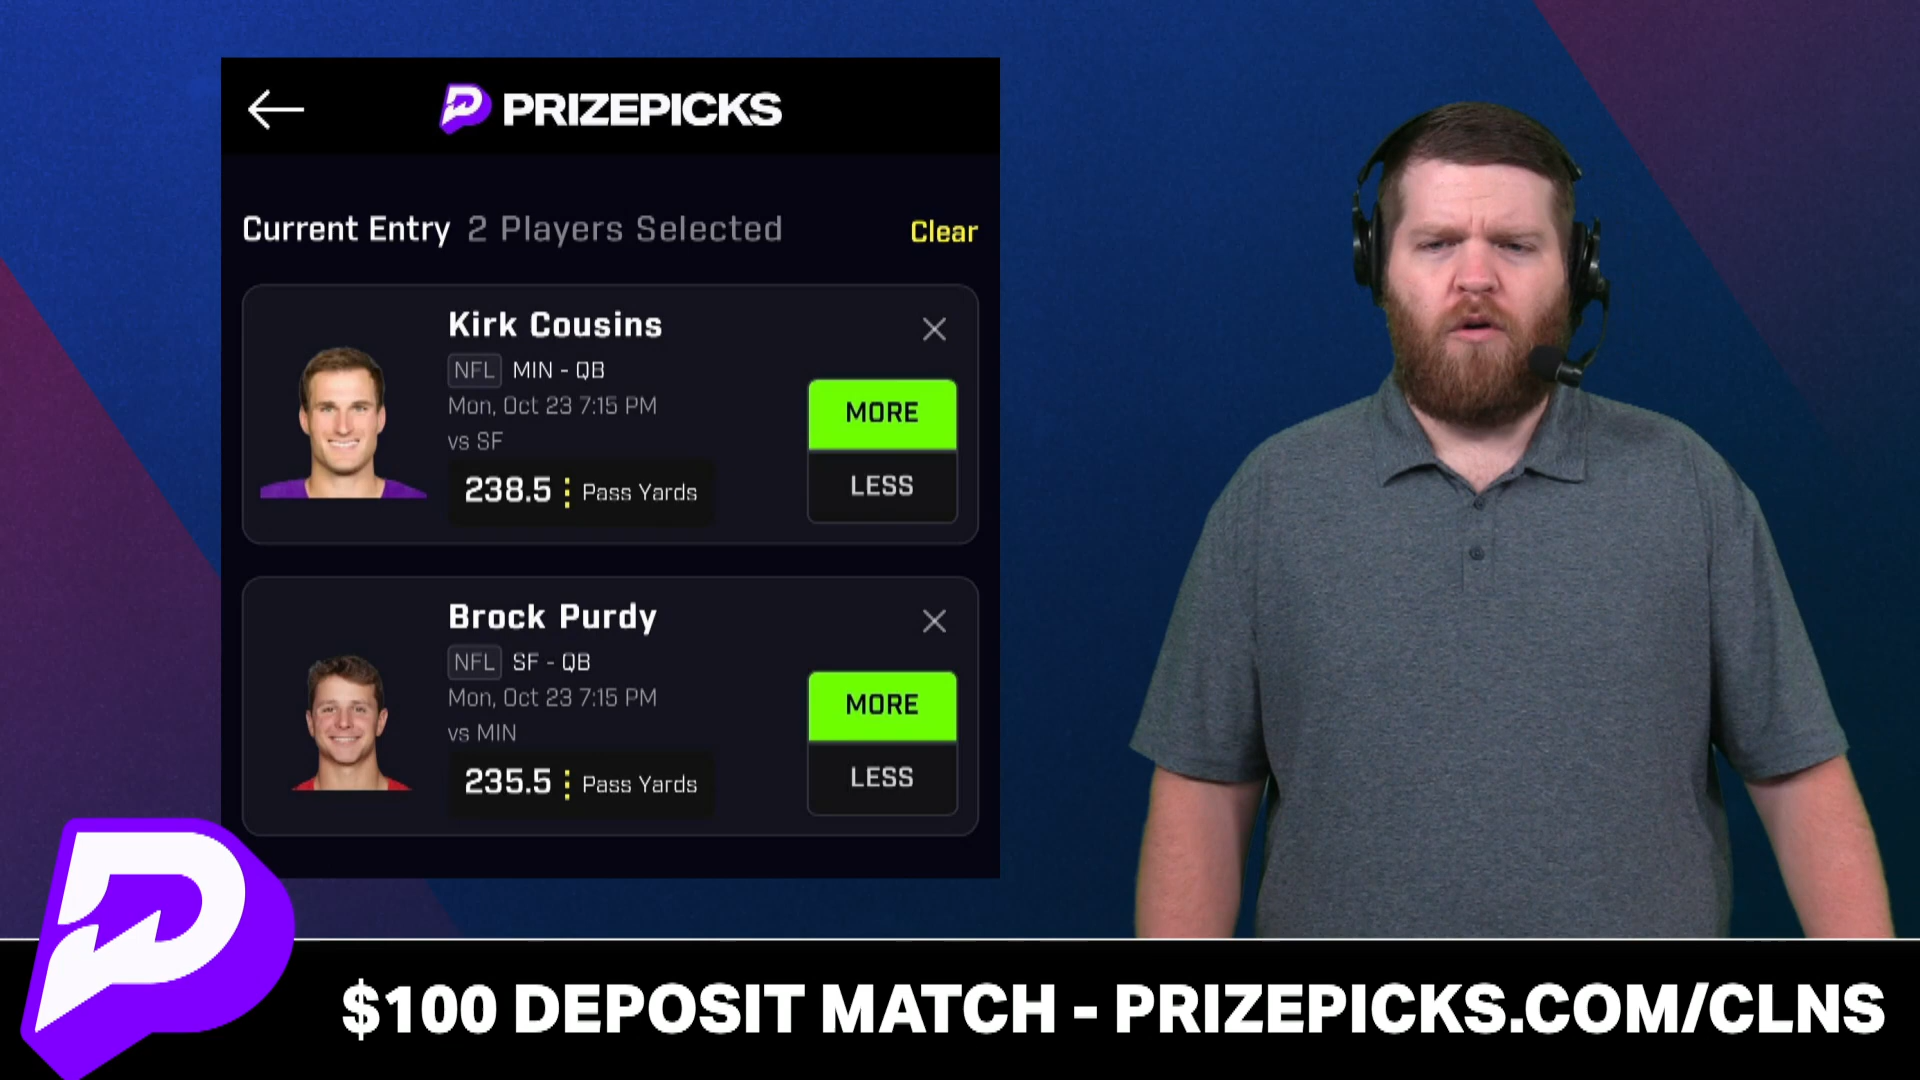 PRIZEPICKS
Current Entry 2 Players Selected Clear
Kirk Cousins
NFL MIN - QB
Mon, Oct 23 7:15 PM
vs SF
238.5 Pass Yards
MORE
LESS
Brock Purdy
NFL SF - QB
Mon, Oct 23 7:15 PM
vs MIN
235.5 Pass Yards
MORE
LESS
$100 DEPOSIT MATCH - PRIZEPICKS.COM/CLNS